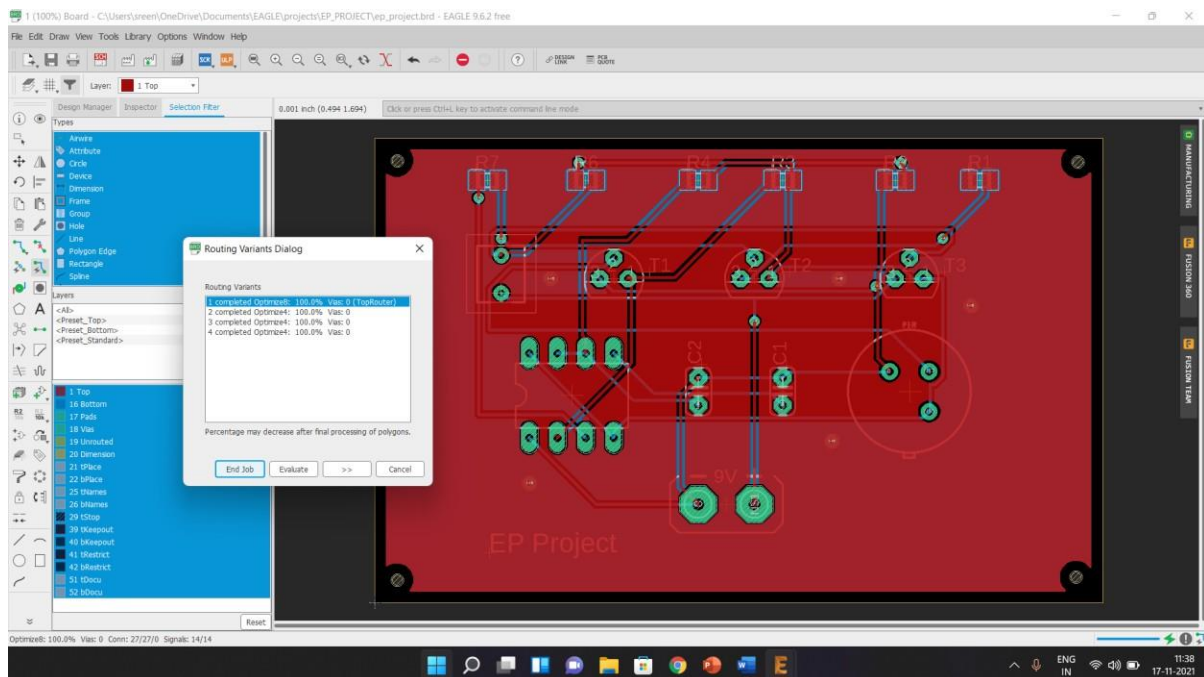 1 (100%) Board - C:\Users\sreen\OneDrive\Documents\EAGLE\projects\EP_PROJECT\ep_project.brd - EAGLE 9.6.2 free
File Edit Draw View Tools Library Options Window Help
SCR ULP DESIGN LINK PCB QUOTE
Layer: 1 Top
Design Manager Inspector Selection Filter
0.001 inch (0.494 1.694) Click or press Ctrl+L key to activate command line mode
Types
Airwire
Attribute
Circle
Device
Dimension
Frame
Group
Hole
Line
Polygon Edge
Rectangle
Spline
Layers
<All>
<Preset_Top>
<Preset_Bottom>
<Preset_Standard>
1 Top
16 Bottom
17 Pads
18 Vias
19 Unrouted
20 Dimension
21 tPlace
22 bPlace
25 tNames
26 bNames
29 tStop
39 tKeepout
40 bKeepout
41 tRestrict
42 bRestrict
51 tDocu
52 bDocu
Reset
Routing Variants Dialog
Routing Variants
1 completed Optimize8: 100.0% Vias: 0 (TopRouter)
2 completed Optimize4: 100.0% Vias: 0
3 completed Optimize4: 100.0% Vias: 0
4 completed Optimize4: 100.0% Vias: 0
Percentage may decrease after final processing of polygons.
End Job Evaluate >> Cancel
R7 R4 R1
T1 T2 T3
PIR
C2 C1
9V
EP Project
MANUFACTURING
FUSION 360
FUSION TEAM
Optimize8: 100.0% Vias: 0 Conn: 27/27/0 Signals: 14/14
ENG
IN
11:38
17-11-2021